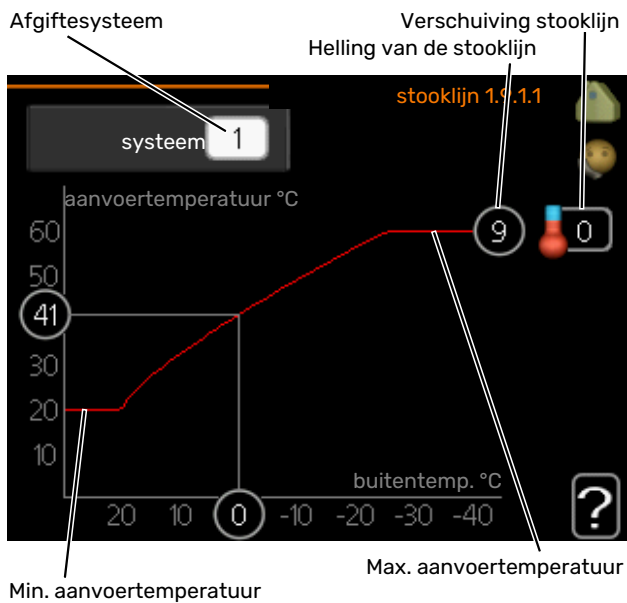 Afgiftesysteem
Verschuiving stooklijn
Helling van de stooklijn
stooklijn 1.9.1.1
systeem 1
aanvoertemperatuur °C
60
9
0
50
41
30
20
10
buitentemp. °C
20 10 0 -10 -20 -30 -40
?
Max. aanvoertemperatuur
Min. aanvoertemperatuur